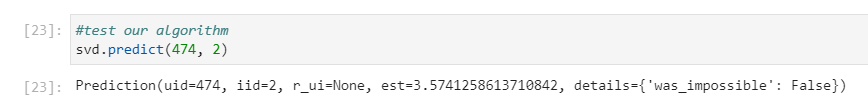 [23]: #test our algorithm
svd.predict(474, 2)
[23]: Prediction(uid=474, iid=2, r_ui=None, est=3.5741258613710842, details={'was_impossible': False})